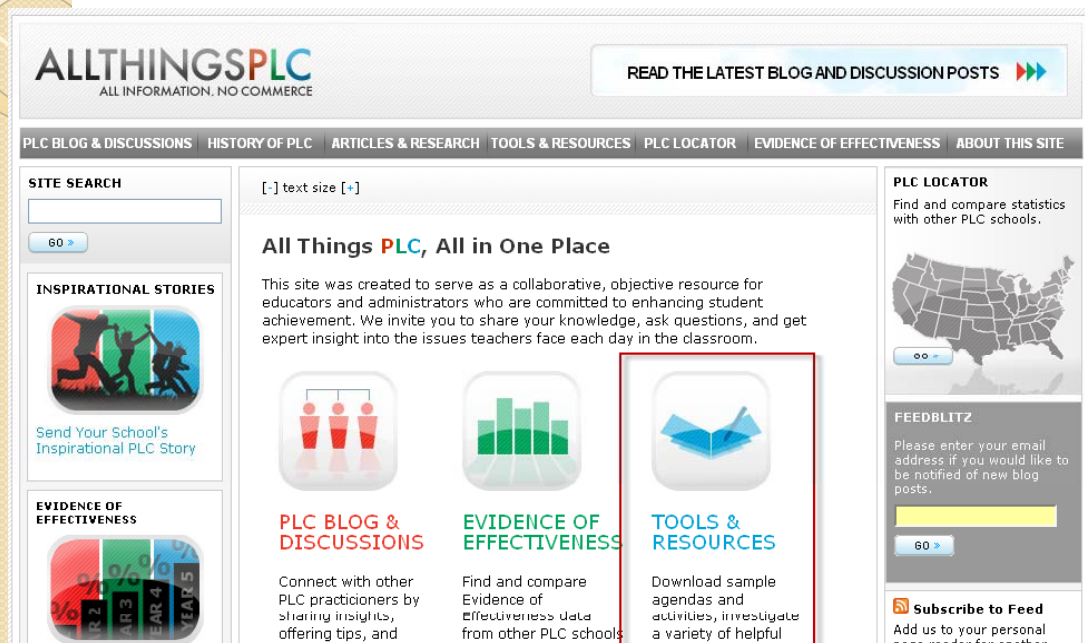 ALLTHINGSPLC
ALL INFORMATION. NO COMMERCE
READ THE LATEST BLOG AND DISCUSSION POSTS
PLC BLOG & DISCUSSIONS HISTORY OF PLC ARTICLES & RESEARCH TOOLS & RESOURCES PLC LOCATOR EVIDENCE OF EFFECTIVENESS ABOUT THIS SITE
SITE SEARCH
GO »
INSPIRATIONAL STORIES
Send Your School's
Inspirational PLC Story
EVIDENCE OF
EFFECTIVENESS
% % % %
YEAR 3
YEAR 4
YEAR 5
[-] text size [+]
All Things PLC, All in One Place
This site was created to serve as a collaborative, objective resource for
educators and administrators who are committed to enhancing student
achievement. We invite you to share your knowledge, ask questions, and get
expert insight into the issues teachers face each day in the classroom.
PLC BLOG &
DISCUSSIONS
Connect with other
PLC practicioners by
sharing insights,
offering tips, and
EVIDENCE OF
EFFECTIVENESS
Find and compare
Evidence of
Effectiveness data
from other PLC schools
TOOLS &
RESOURCES
Download sample
agendas and
activities, investigate
a variety of helpful
PLC LOCATOR
Find and compare statistics
with other PLC schools.
GO »
FEEDBLITZ
Please enter your email
address if you would like to
be notified of new blog
posts.
GO »
Subscribe to Feed
Add us to your personal